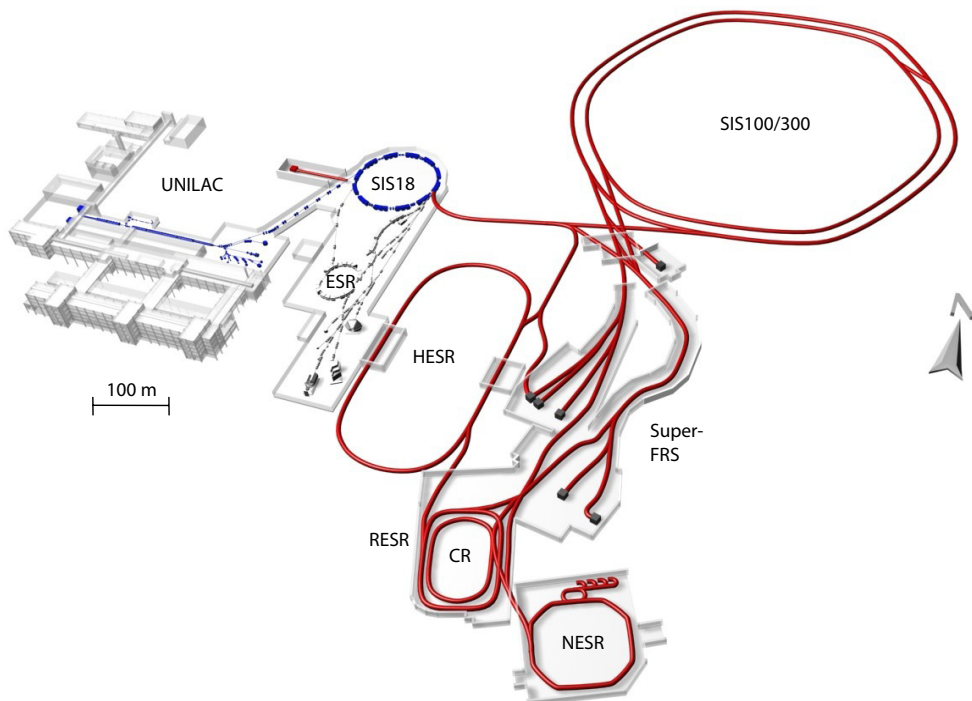 SIS100/300
UNILAC
SIS18
ESR
HESR
100 m
Super-
FRS
RESR
CR
NESR